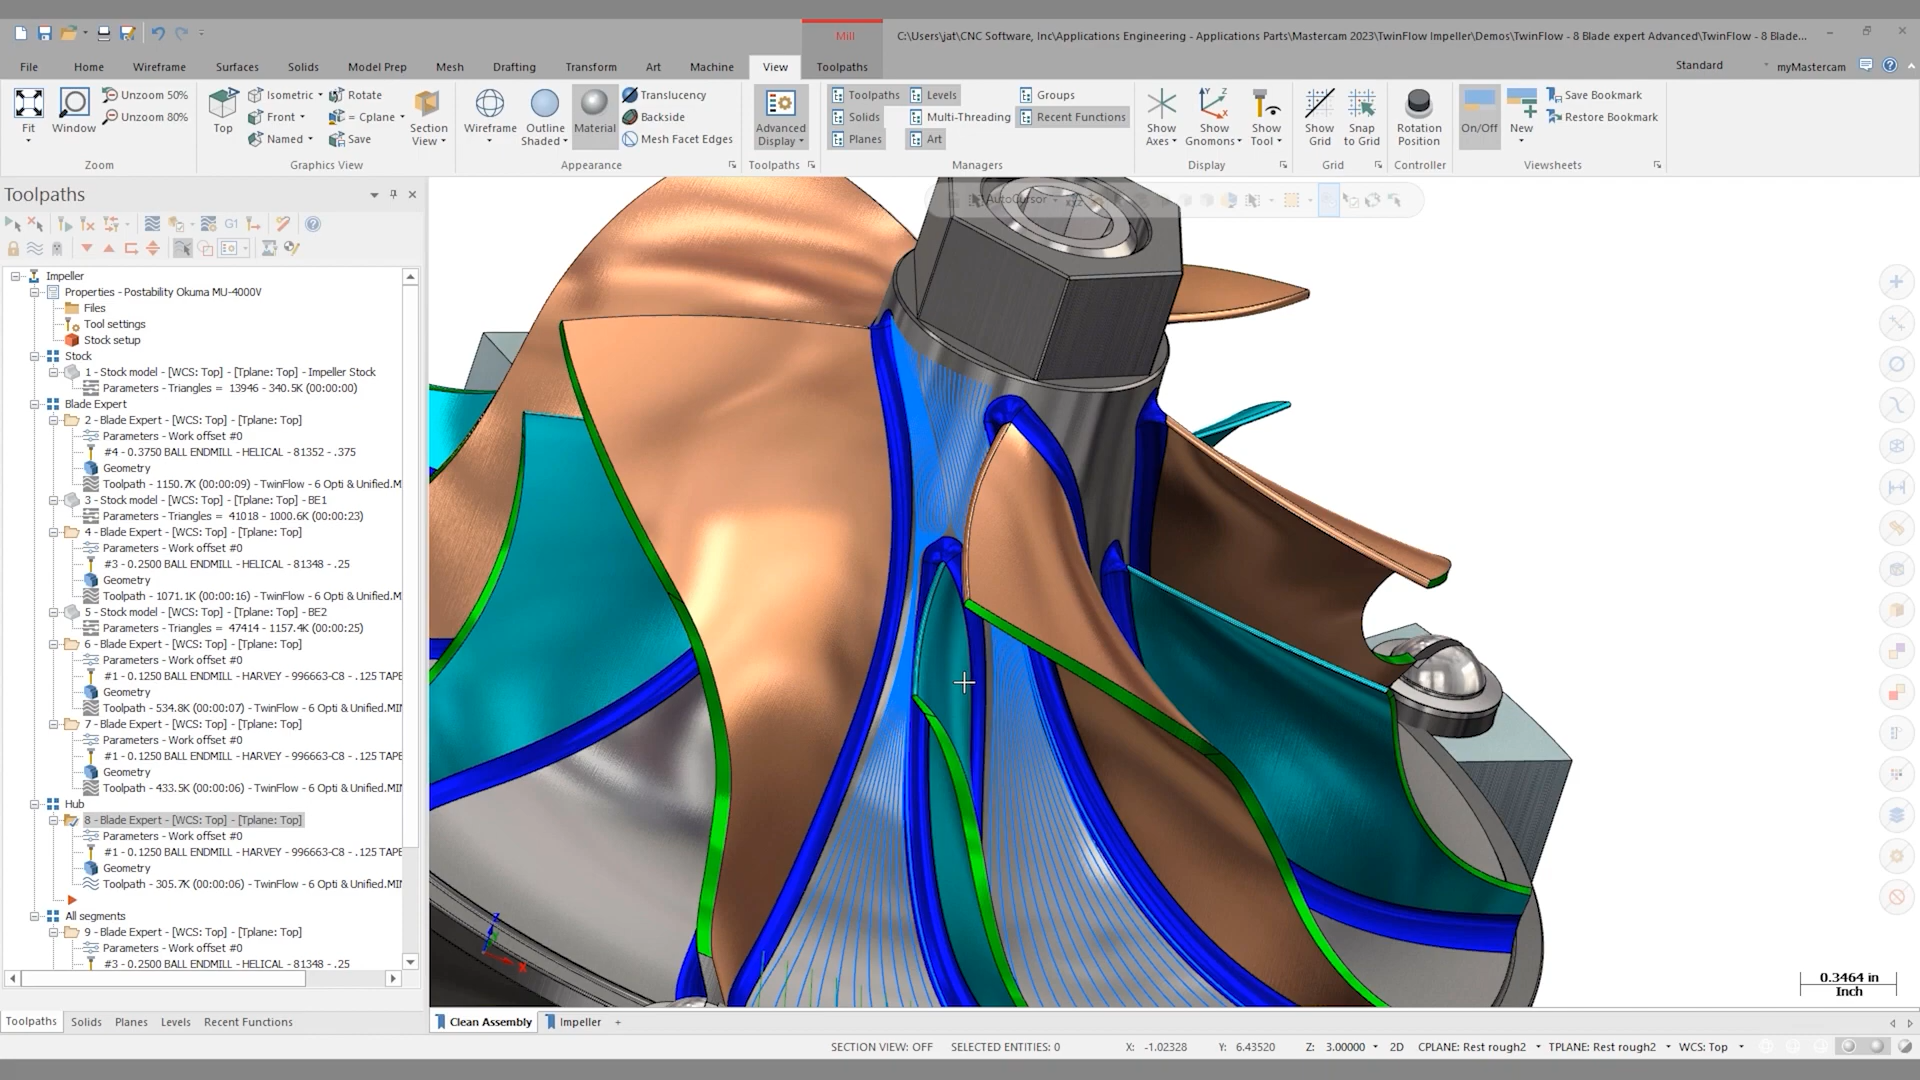 Mill
C:\Users\jat\CNC Software, Inc\Applications Engineering - Applications Parts\Mastercam 2023\TwinFlow Impeller\Demos\TwinFlow - 8 Blade expert Advanced\TwinFlow - 8 Blade...
File Home Wireframe Surfaces Solids Model Prep Mesh Drafting Transform Art Machine View Toolpaths Standard myMastercam
Fit
Window
Unzoom 50%
Unzoom 80%
Zoom
Top
Isometric
Front
Named
Rotate
= Cplane
Save
Section View
Graphics View
Wireframe
Outline Shaded
Material
Translucency
Backside
Mesh Facet Edges
Appearance
Advanced Display
Toolpaths
Toolpaths Levels Groups
Solids Multi-Threading Recent Functions
Planes Art
Managers
Show Axes
Show Gnomons
Show Tool
Display
Show Grid
Snap to Grid
Grid
Rotation Position
Controller
On/Off
New
Save Bookmark
Restore Bookmark
Viewsheets
Toolpaths
G1
Impeller
Properties - Postability Okuma MU-4000V
Files
Tool settings
Stock setup
Stock
1 - Stock model - [WCS: Top] - [Tplane: Top] - Impeller Stock
Parameters - Triangles = 13946 - 340.5K (00:00:00)
Blade Expert
2 - Blade Expert - [WCS: Top] - [Tplane: Top]
Parameters - Work offset #0
#4 - 0.3750 BALL ENDMILL - HELICAL - 81352 - .375
Geometry
Toolpath - 1150.7K (00:00:09) - TwinFlow - 6 Opti & Unified.M
3 - Stock model - [WCS: Top] - [Tplane: Top] - BE1
Parameters - Triangles = 41018 - 1000.6K (00:00:23)
4 - Blade Expert - [WCS: Top] - [Tplane: Top]
Parameters - Work offset #0
#3 - 0.2500 BALL ENDMILL - HELICAL - 81348 - .25
Geometry
Toolpath - 1071.1K (00:00:16) - TwinFlow - 6 Opti & Unified.M
5 - Stock model - [WCS: Top] - [Tplane: Top] - BE2
Parameters - Triangles = 47414 - 1157.4K (00:00:25)
6 - Blade Expert - [WCS: Top] - [Tplane: Top]
Parameters - Work offset #0
#1 - 0.1250 BALL ENDMILL - HARVEY - 996663-C8 - .125 TAPE
Geometry
Toolpath - 534.8K (00:00:07) - TwinFlow - 6 Opti & Unified.MI
7 - Blade Expert - [WCS: Top] - [Tplane: Top]
Parameters - Work offset #0
#1 - 0.1250 BALL ENDMILL - HARVEY - 996663-C8 - .125 TAPE
Geometry
Toolpath - 433.5K (00:00:06) - TwinFlow - 6 Opti & Unified.MI
Hub
8 - Blade Expert - [WCS: Top] - [Tplane: Top]
Parameters - Work offset #0
#1 - 0.1250 BALL ENDMILL - HARVEY - 996663-C8 - .125 TAPE
Geometry
Toolpath - 305.7K (00:00:06) - TwinFlow - 6 Opti & Unified.MI
All segments
9 - Blade Expert - [WCS: Top] - [Tplane: Top]
Parameters - Work offset #0
#3 - 0.2500 BALL ENDMILL - HELICAL - 81348 - .25
Toolpaths Solids Planes Levels Recent Functions
AutoCursor
Z
X
0.3464 in
Inch
Clean Assembly Impeller +
SECTION VIEW: OFF SELECTED ENTITIES: 0 X: -1.02328 Y: 6.43520 Z: 3.00000 2D CPLANE: Rest rough2 TPLANE: Rest rough2 WCS: Top